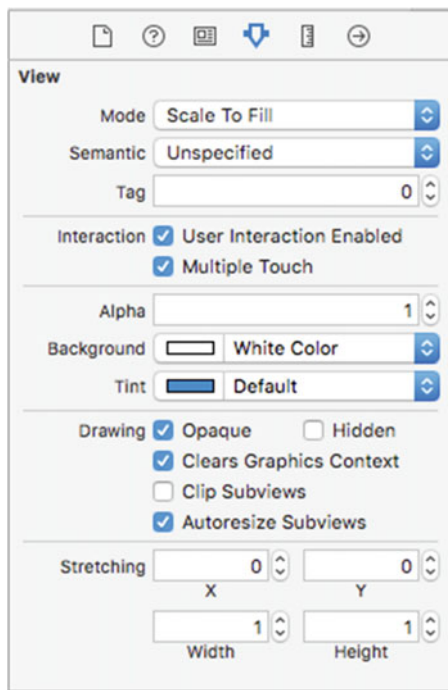 View
Mode Scale To Fill
Semantic Unspecified
Tag 0
Interaction User Interaction Enabled
Multiple Touch
Alpha 1
Background White Color
Tint Default
Drawing Opaque Hidden
Clears Graphics Context
Clip Subviews
Autoresize Subviews
Stretching 0 0
X Y
1 1
Width Height